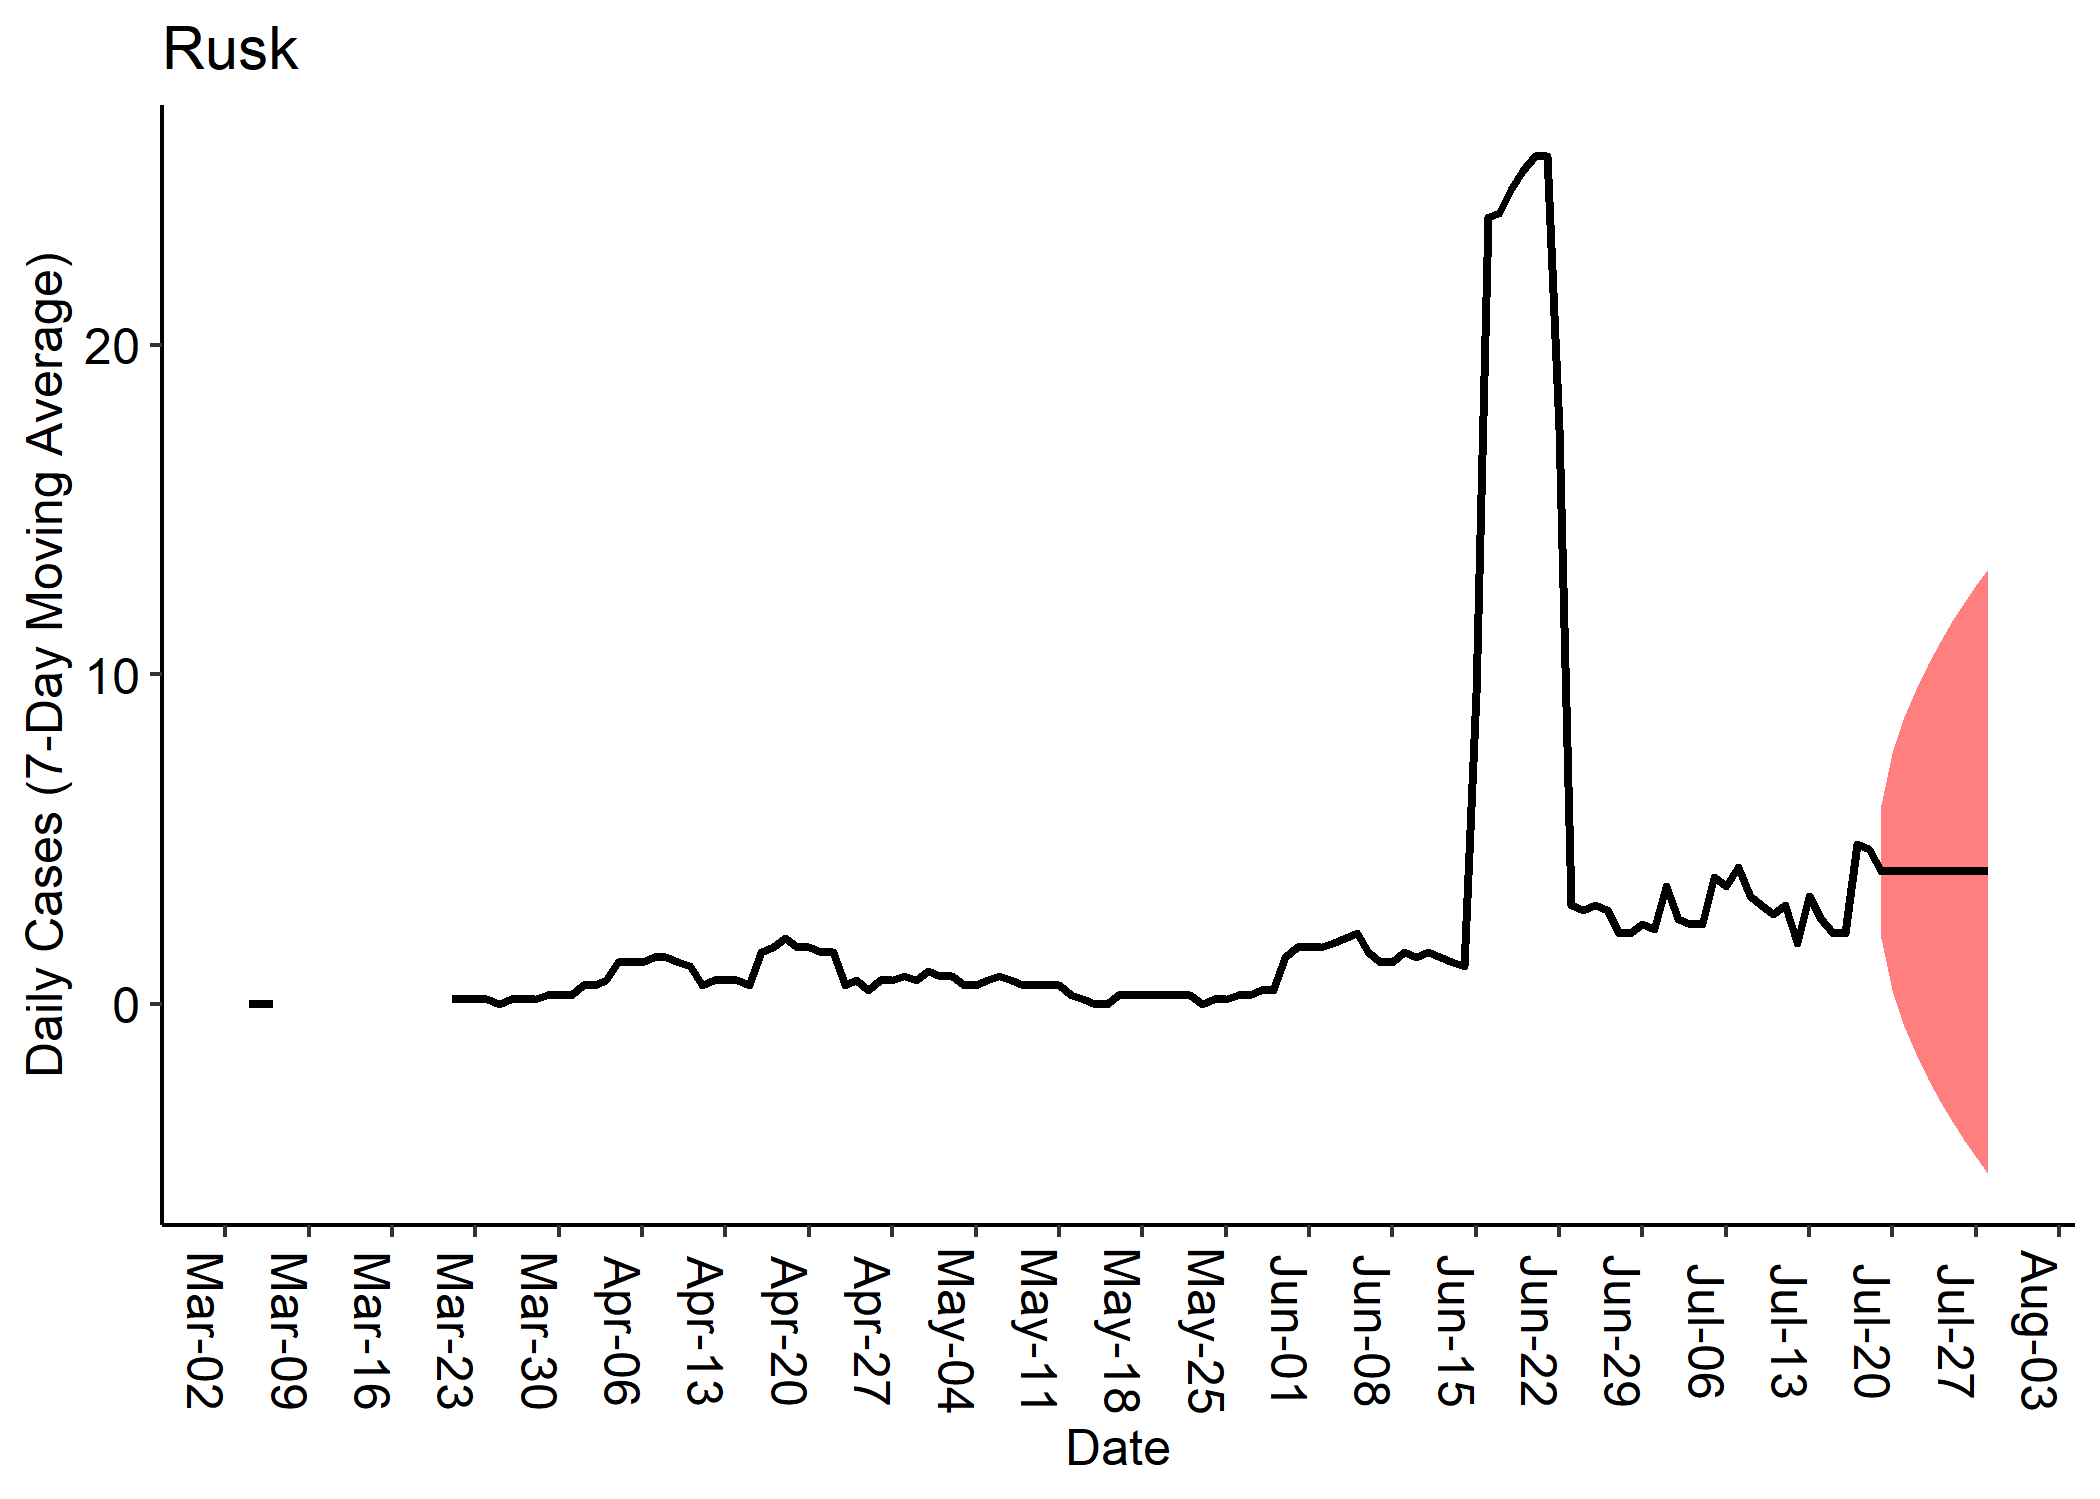 Rusk
Daily Cases (7-Day Moving Average)
20
10
0
Mar-02
Mar-09
Mar-16
Mar-23
Mar-30
Apr-06
Apr-13
Apr-20
Apr-27
May-04
May-11
May-18
May-25
Jun-01
Jun-08
Jun-15
Jun-22
Jun-29
Jul-06
Jul-13
Jul-20
Jul-27
Aug-03
Date